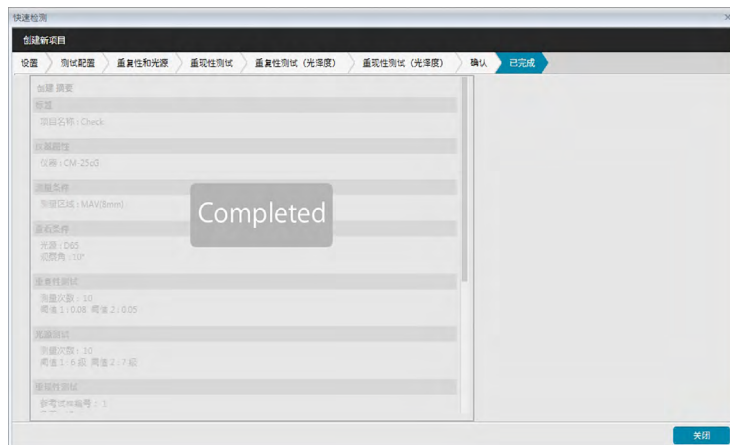 快速检测
创建新项目
设置 测试配置 重复性和光源 重现性测试 重复性测试（光泽度） 重现性测试（光泽度） 确认 已完成
创建 摘要
标题
项目名称 : Check
仪器属性
仪器 : CM-25cG
测量条件
测量区域 : MAV(8mm)
查看条件
光源 : D65
视场角 : 10°
重复性测试
测量次数 : 10
阈值 1 : 0.08 阈值 2 : 0.05
光源测试
测量次数 : 20
阈值 1 : 6 级 阈值 2 : 7 级
重现性测试
参考试样编号 : 1
Completed
关闭